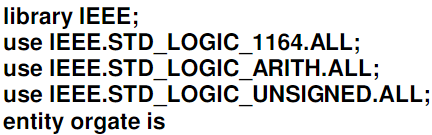 library IEEE;
use IEEE.STD_LOGIC_1164.ALL;
use IEEE.STD_LOGIC_ARITH.ALL;
use IEEE.STD_LOGIC_UNSIGNED.ALL;
entity orgate is